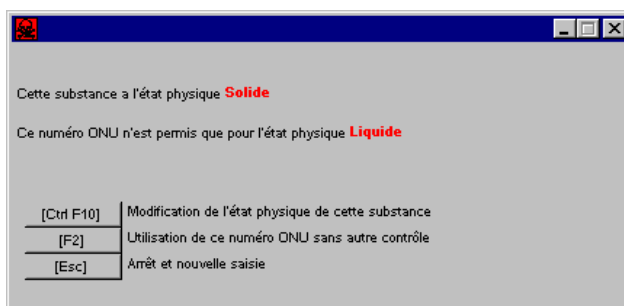 Cette substance a l'état physique Solide
Ce numéro ONU n'est permis que pour l'état physique Liquide
[Ctrl F10] Modification de l'état physique de cette substance
[F2] Utilisation de ce numéro ONU sans autre contrôle
[Esc] Arrêt et nouvelle saisie